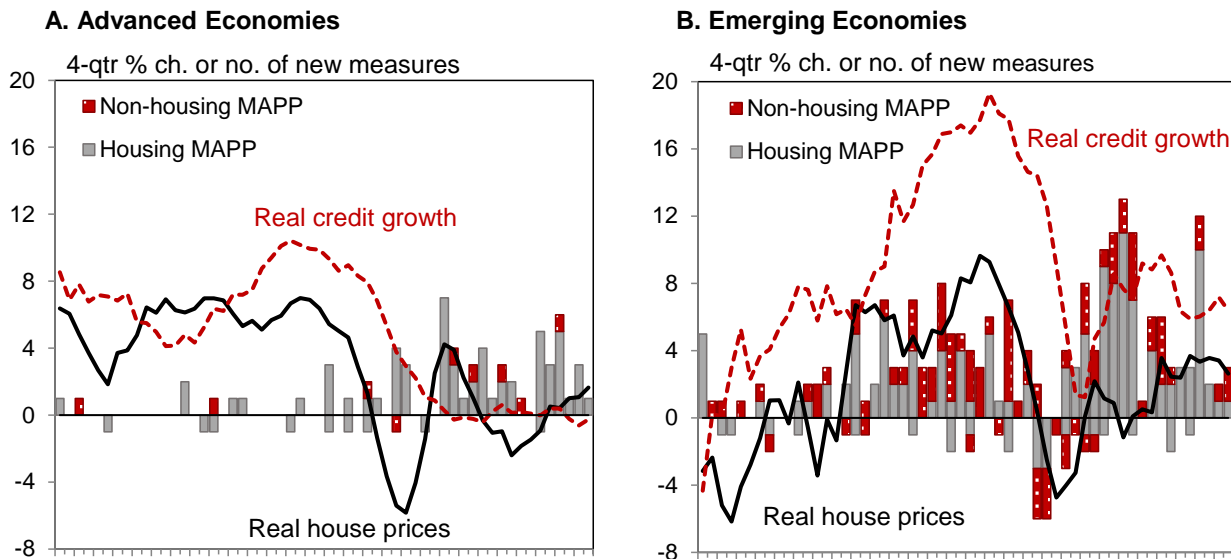 A. Advanced Economies
4-qtr % ch. or no. of new measures
20
16
12
8
4
0
-4
-8
Non-housing MAPP
Housing MAPP
Real credit growth
Real house prices
B. Emerging Economies
4-qtr % ch. or no. of new measures
20
16
12
8
4
0
-4
-8
Non-housing MAPP
Housing MAPP
Real credit growth
Real house prices